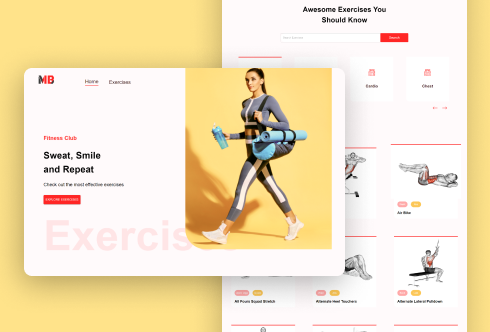 Awesome Exercises You
Should Know
Search
MB
Home
Exercises
Fitness Club
Sweat, Smile
and Repeat
Check out the most effective exercises
EXPLORE EXERCISES
Exercis
Cardio
Chest
Air Bike
All Fours Squad Stretch
Alternate Heel Touchers
Alternate Lateral Pulldown